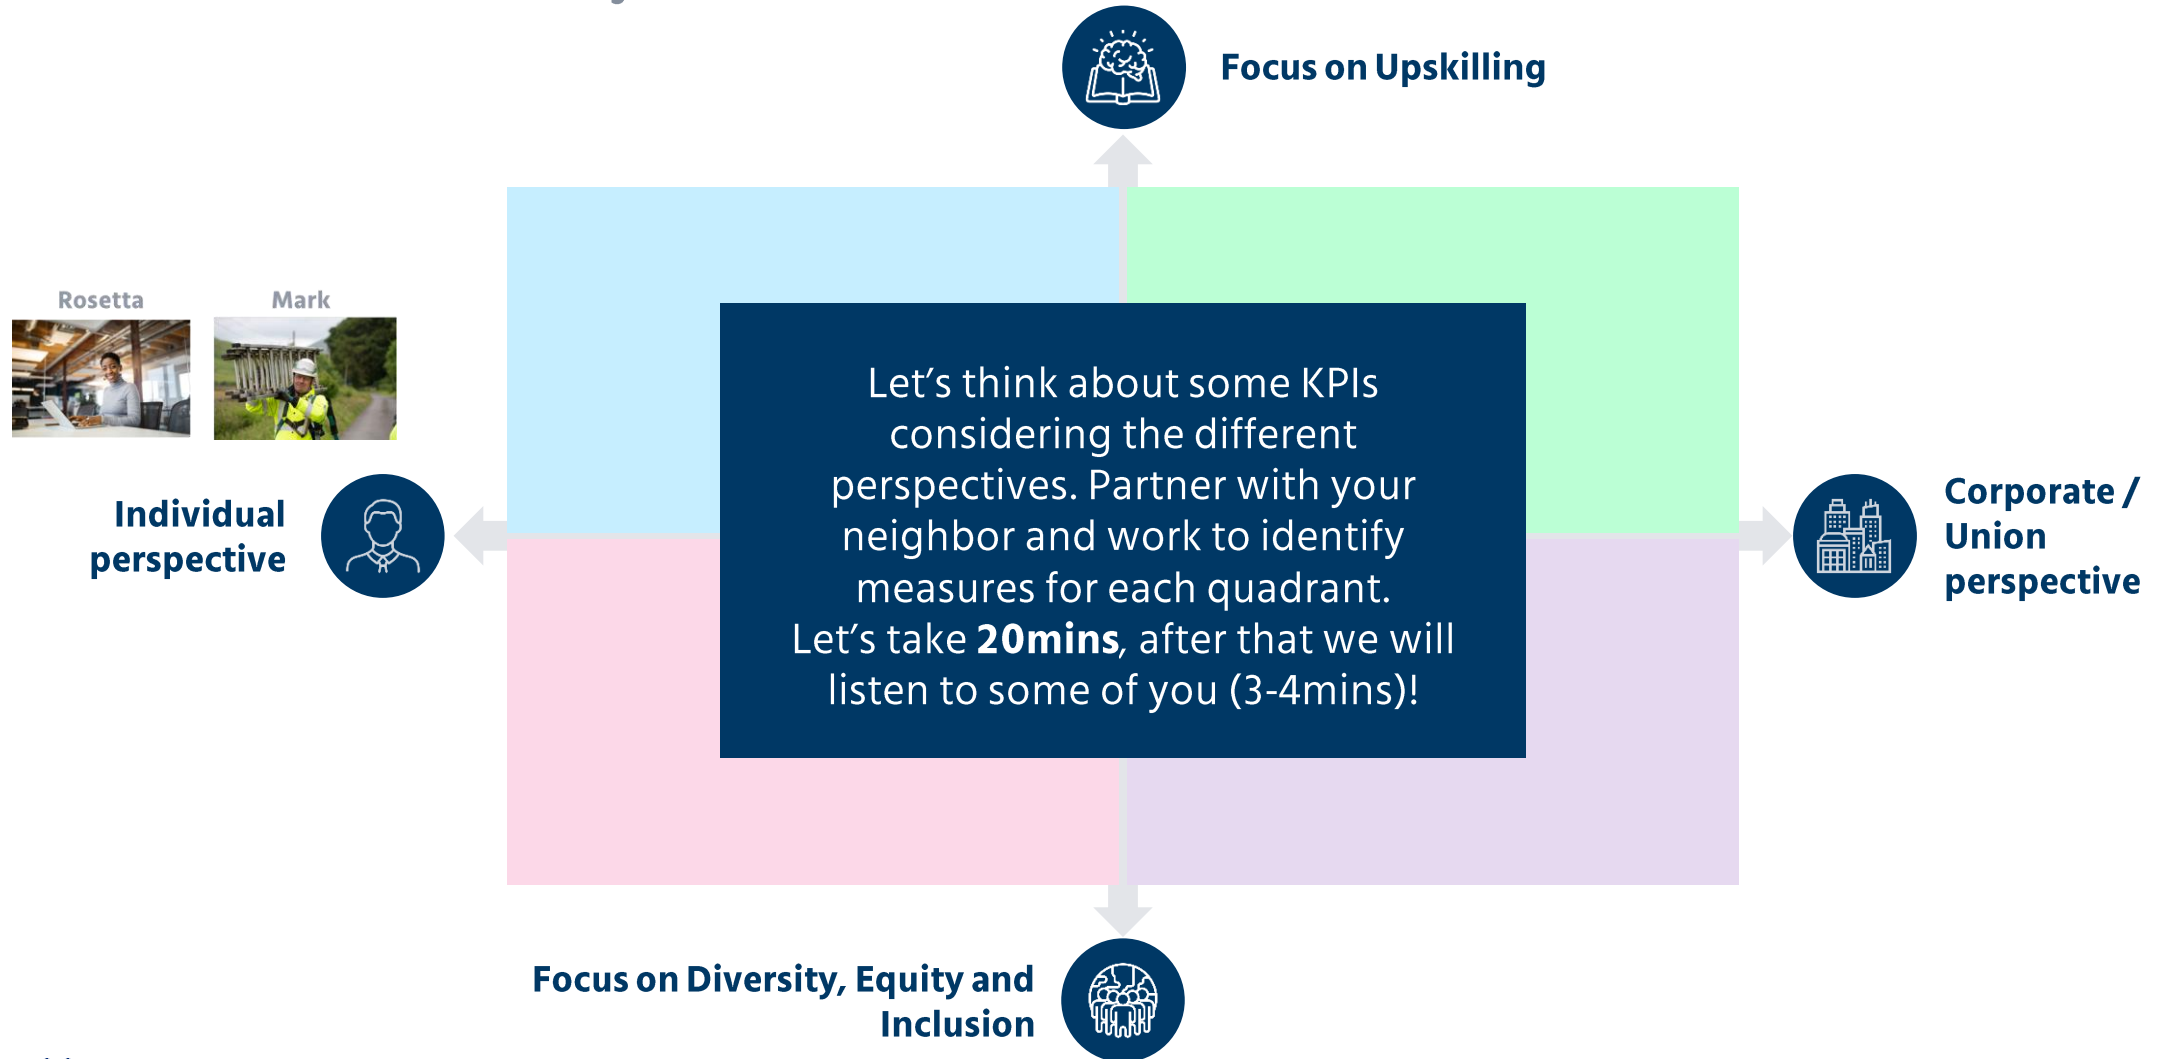 Focus on Upskilling
Rosetta
Mark
Individual
perspective
Let's think about some KPIs
considering the different
perspectives. Partner with your
neighbor and work to identify
measures for each quadrant.
Let's take 20mins, after that we will
listen to some of you (3-4mins)!
Corporate /
Union
perspective
Focus on Diversity, Equity and
Inclusion